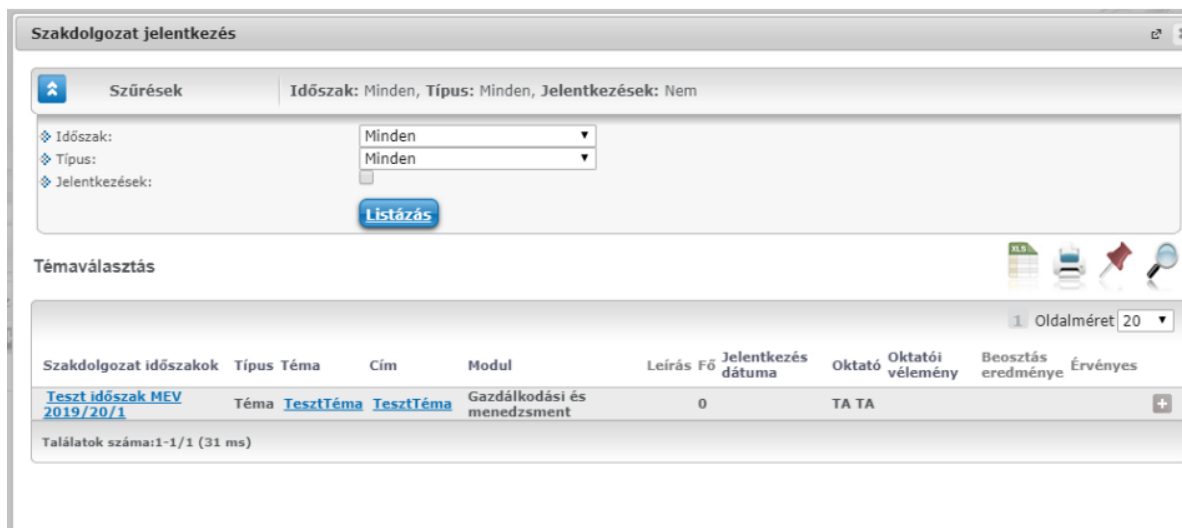 Szakdolgozat jelentkezés
Szűrések Időszak: Minden, Típus: Minden, Jelentkezések: Nem
Időszak: Minden
Típus: Minden
Jelentkezések:
Listázás
XLS
Témaválasztás
1 Oldalméret 20
Szakdolgozat időszakok Típus Téma Cím Modul Leírás Fő Jelentkezés dátuma Oktató Oktatói vélemény Beosztás eredménye Érvényes
Teszt időszak MEV 2019/20/1 Téma TesztTéma TesztTéma Gazdálkodási és menedzsment 0 TA TA
Találatok száma:1-1/1 (31 ms)